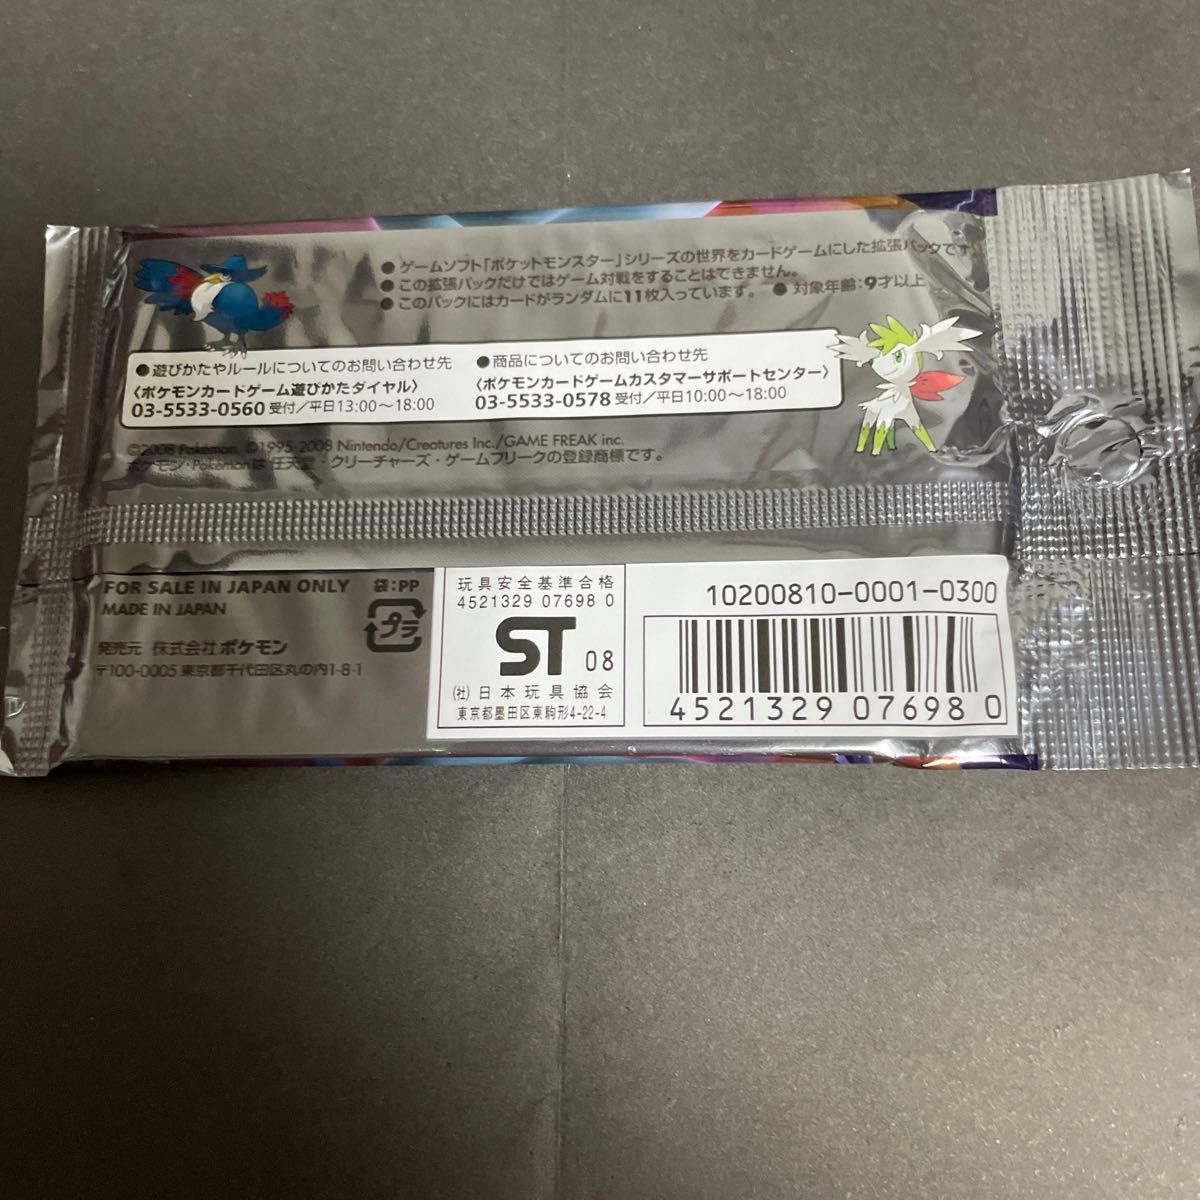 ●ゲームソフト「ポケットモンスター」シリーズの世界をカードゲームにした拡張パックです。
●この拡張パックだけではゲーム対戦をすることはできません。
●このパックにはカードがランダムに11枚入っています。 ●対象年齢:9才以上
●遊びかたやルールについてのお問い合わせ先
〈ポケモンカードゲーム遊びかたダイヤル〉
03-5533-0560 受付/平日13:00～18:00
●商品についてのお問い合わせ先
〈ポケモンカードゲームカスタマーサポートセンター〉
03-5533-0578 受付/平日10:00～18:00
©2008 Pokémon. ©1995-2008 Nintendo/Creatures Inc./GAME FREAK inc.
ポケモン・Pokémonは 任天堂・クリーチャーズ・ゲームフリークの登録商標です。
FOR SALE IN JAPAN ONLY
MADE IN JAPAN
袋:PP
プラ
発売元 株式会社ポケモン
〒100-0005 東京都千代田区丸の内1-8-1
玩具安全基準合格
4521329 07698 0
ST 08
(社)日本玩具協会
東京都墨田区東駒形4-22-4
10200810-0001-0300
4521329 07698 0